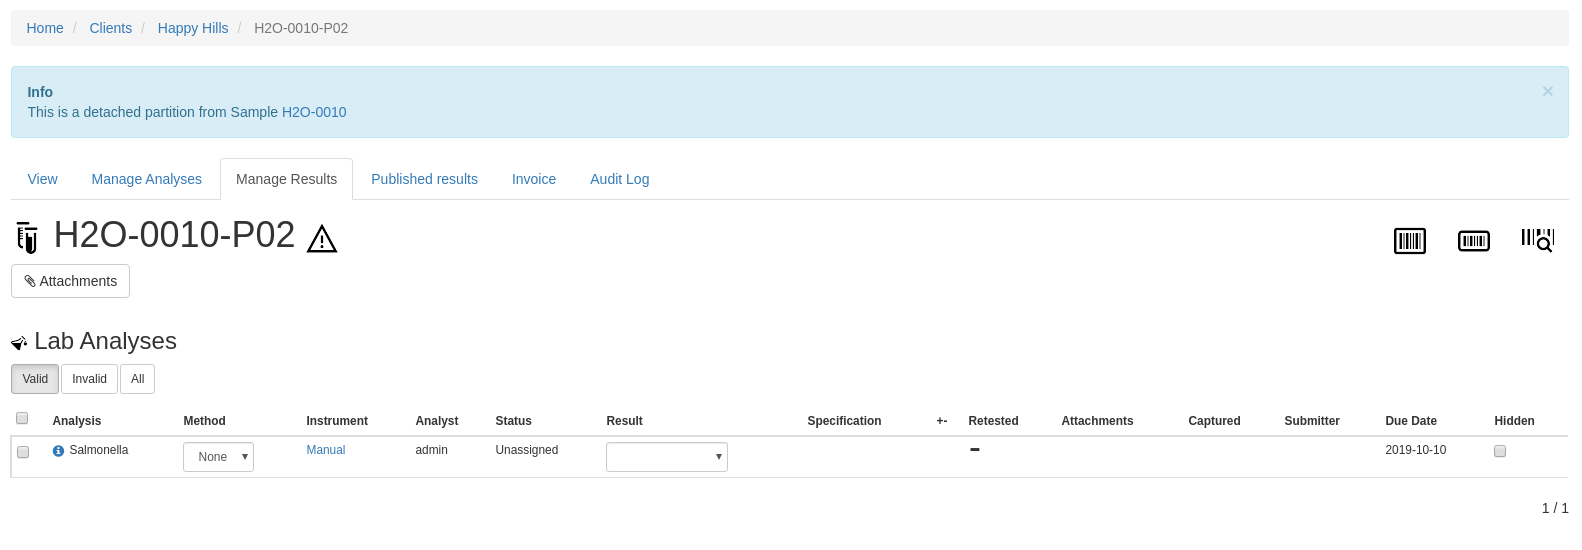 Home / Clients / Happy Hills / H2O-0010-P02
Info
×
This is a detached partition from Sample H2O-0010
View Manage Analyses Manage Results Published results Invoice Audit Log
H2O-0010-P02
Attachments
Lab Analyses
Valid Invalid All
Analysis Method Instrument Analyst Status Result Specification +- Retested Attachments Captured Submitter Due Date Hidden
Salmonella None Manual admin Unassigned 2019-10-10
1 / 1